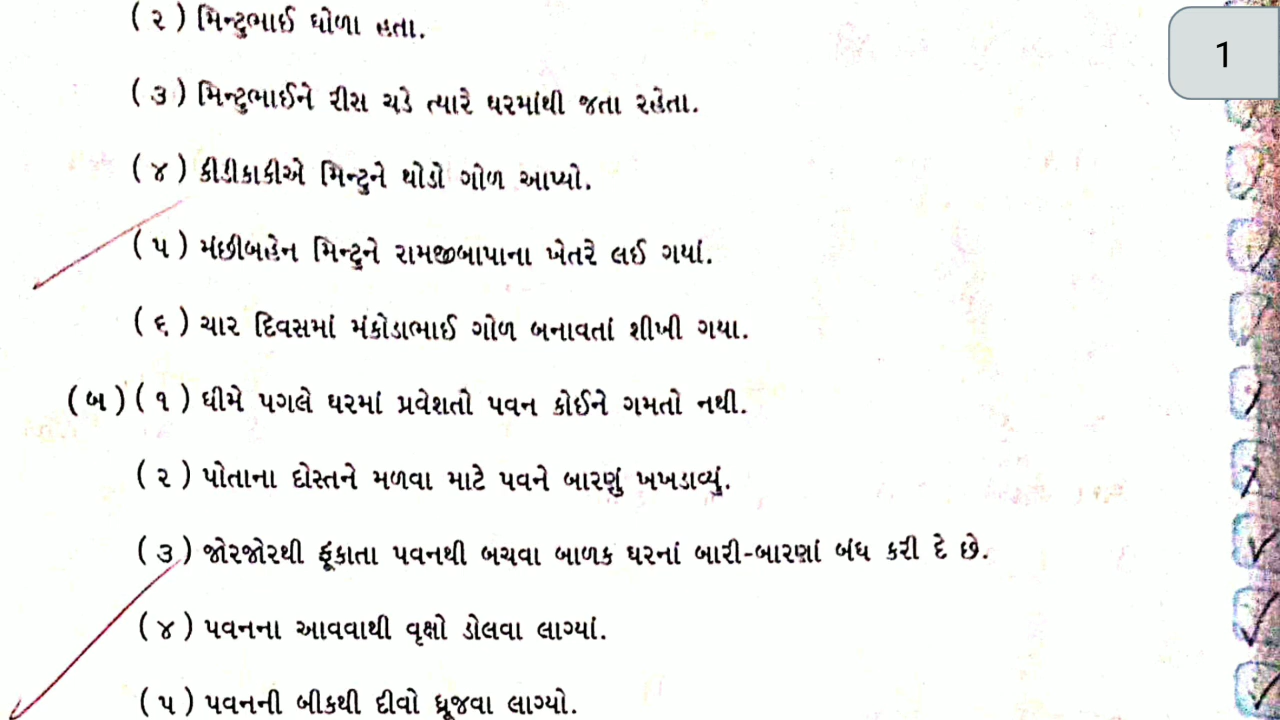 (૨) મિન્ટુભાઈ ધોળા હતા.
1
(૩) મિન્ટુભાઈને રીસ ચડે ત્યારે ઘરમાંથી જતા રહેતા.
(૪) કીડીકાકીએ મિન્ટુને થોડો ગોળ આપ્યો.
(૫) મંછીબહેન મિન્ટુને રામજીબાપાના ખેતરે લઈ ગયાં.
(૬) ચાર દિવસમાં મંકોડાભાઈ ગોળ બનાવતાં શીખી ગયા.
(બ) (૧) ધીમે પગલે ઘરમાં પ્રવેશતો પવન કોઈને ગમતો નથી.
(૨) પોતાના દોસ્તને મળવા માટે પવને બારણું ખખડાવ્યું.
(૩) જોરજોરથી ફૂંકાતા પવનથી બચવા બાળક ઘરનાં બારી-બારણાં બંધ કરી દે છે.
(૪) પવનના આવવાથી વૃક્ષો ડોલવા લાગ્યાં.
(૫) પવનની બીકથી દીવો ધ્રૂજવા લાગ્યો.